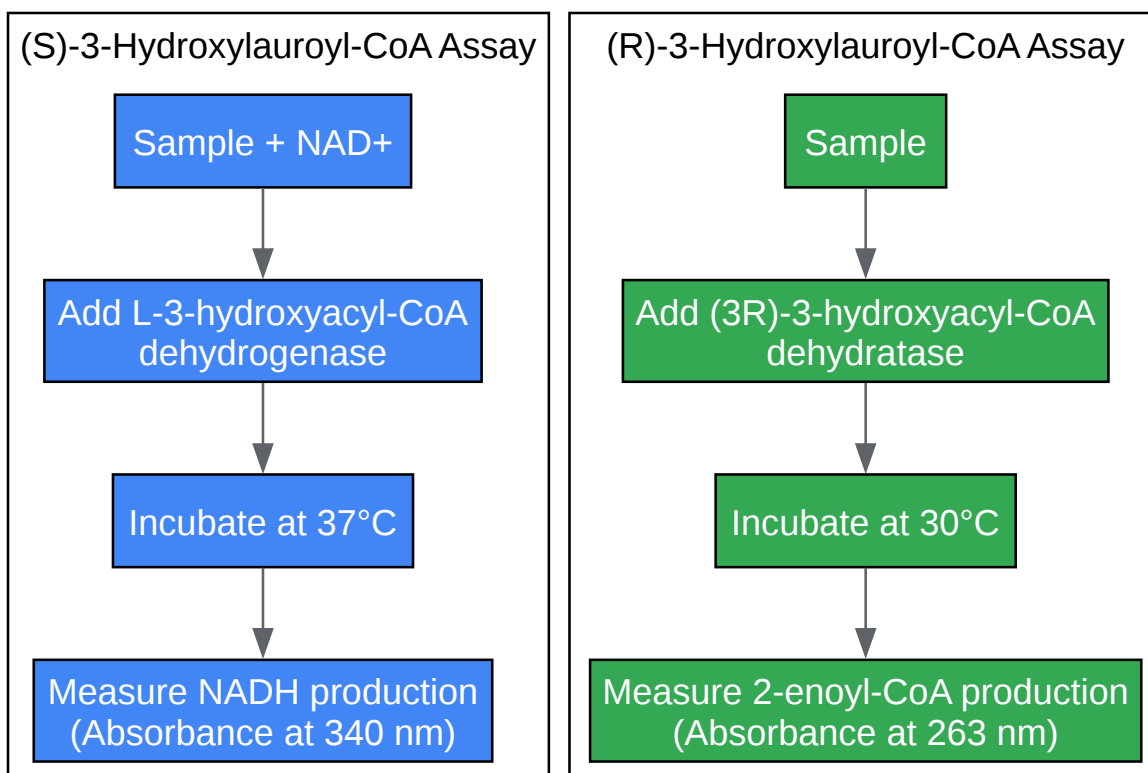 (S)-3-Hydroxylauroyl-CoA Assay
Sample + NAD+
Add L-3-hydroxyacyl-CoA
dehydrogenase
Incubate at 37°C
Measure NADH production
(Absorbance at 340 nm)
(R)-3-Hydroxylauroyl-CoA Assay
Sample
Add (3R)-3-hydroxyacyl-CoA
dehydratase
Incubate at 30°C
Measure 2-enoyl-CoA production
(Absorbance at 263 nm)